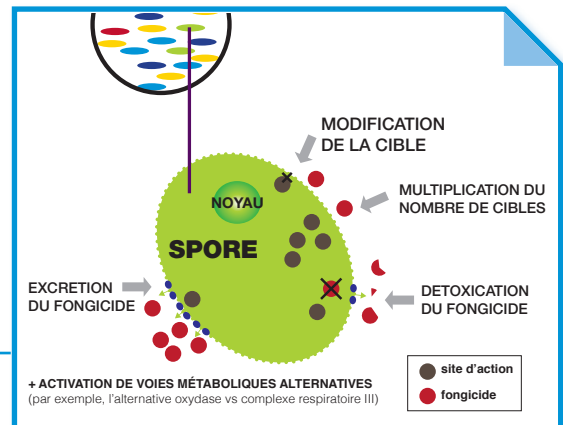 MODIFICATION
DE LA CIBLE
MULTIPLICATION DU
NOMBRE DE CIBLES
NOYAU
SPORE
EXCRETION
DU FONGICIDE
DETOXICATION
DU FONGICIDE
+ ACTIVATION DE VOIES MÉTABOLIQUES ALTERNATIVES
(par exemple, l'alternative oxydase vs complexe respiratoire III)
site d'action
fongicide